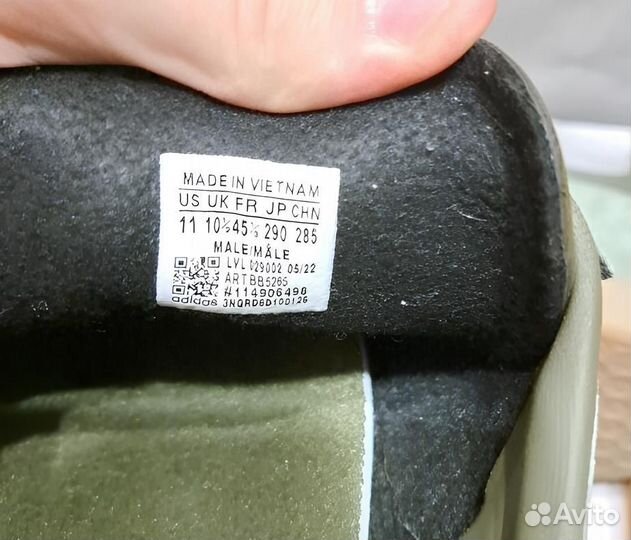 MADE IN VIETNAM
US UK FR JP CHN
11 10½ 45⅓ 290 285
MALE/MÂLE
LVL 029002 05/22
ART BB5265
#114906490
adidas 3NQRD6D100126
Avito